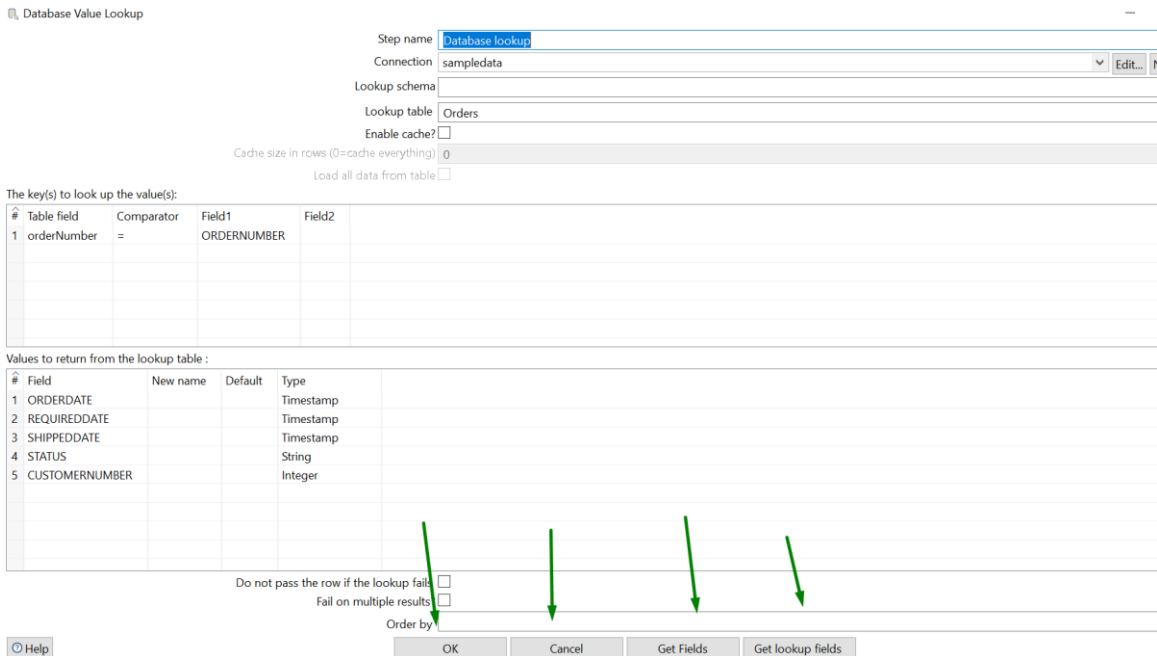 Database Value Lookup
Step name Database lookup
Connection sampledata Edit...
Lookup schema
Lookup table Orders
Enable cache?
Cache size in rows (0=cache everything) 0
Load all data from table
The key(s) to look up the value(s):
# Table field Comparator Field1 Field2
1 orderNumber = ORDERNUMBER
Values to return from the lookup table :
# Field New name Default Type
1 ORDERDATE Timestamp
2 REQUIREDDATE Timestamp
3 SHIPPEDDATE Timestamp
4 STATUS String
5 CUSTOMERNUMBER Integer
Do not pass the row if the lookup fails
Fail on multiple results
Order by
Help OK Cancel Get Fields Get lookup fields